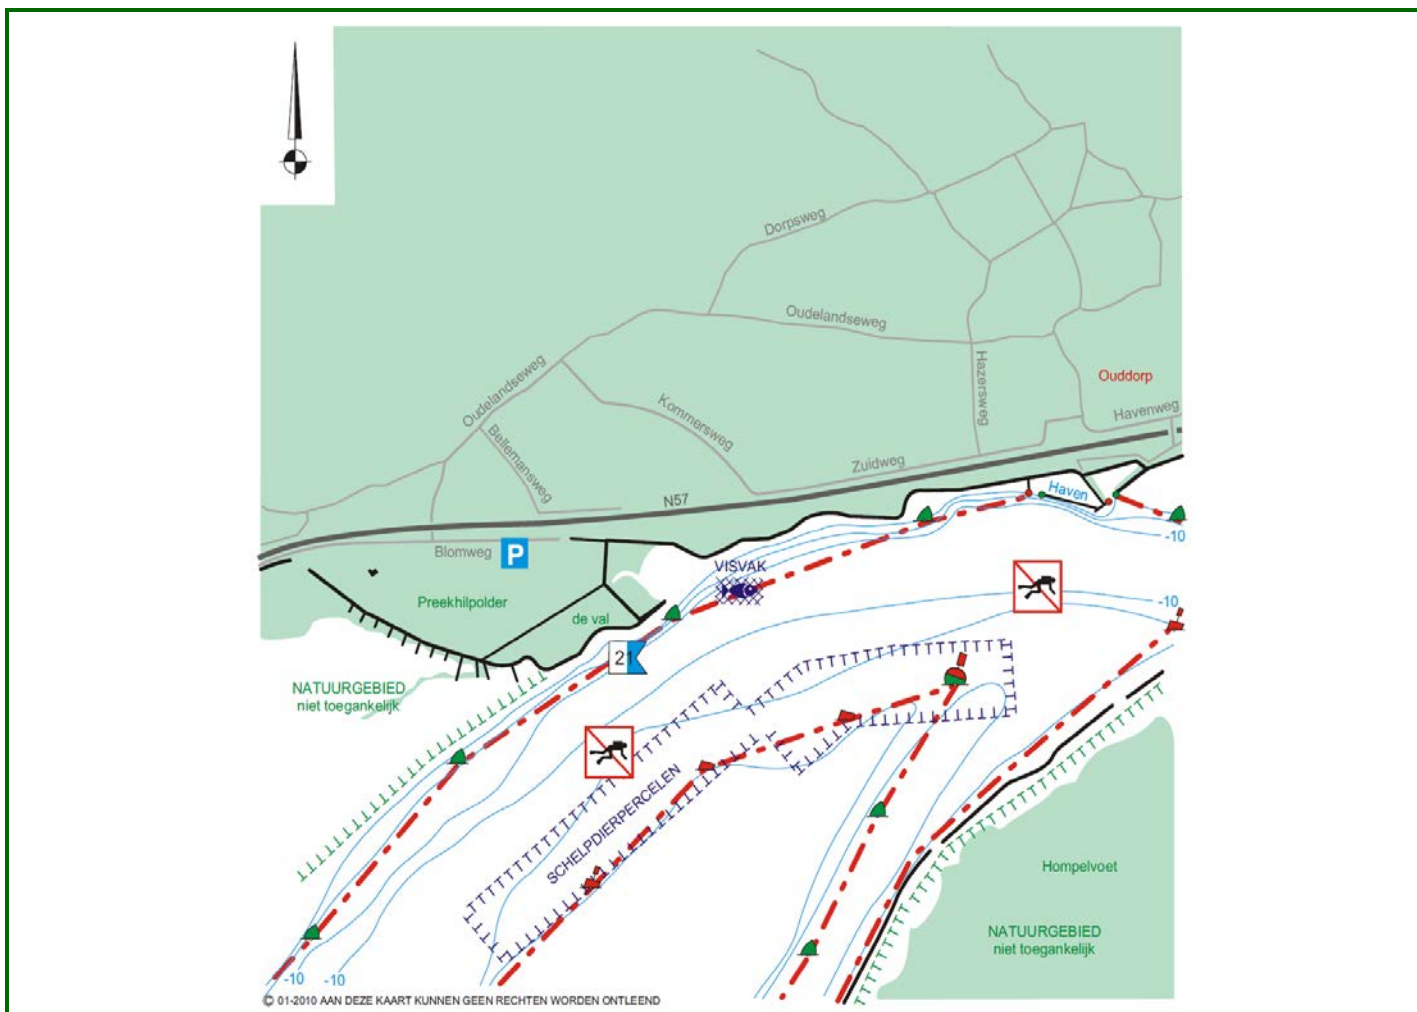 Dorpsweg
Oudelandseweg
Hazersweg
Ouddorp
Oudelandseweg
Kommersweg
Havenweg
Bellemansweg
Zuidweg
N57
Haven
-10
Blomweg
P
VISVAK
Preekhilpolder
de val
-10
21
NATUURGEBIED
niet toegankelijk
SCHELPDIERPERCELEN
Hompelvoet
NATUURGEBIED
niet toegankelijk
-10
-10
© 01-2010 AAN DEZE KAART KUNNEN GEEN RECHTEN WORDEN ONTLEEND